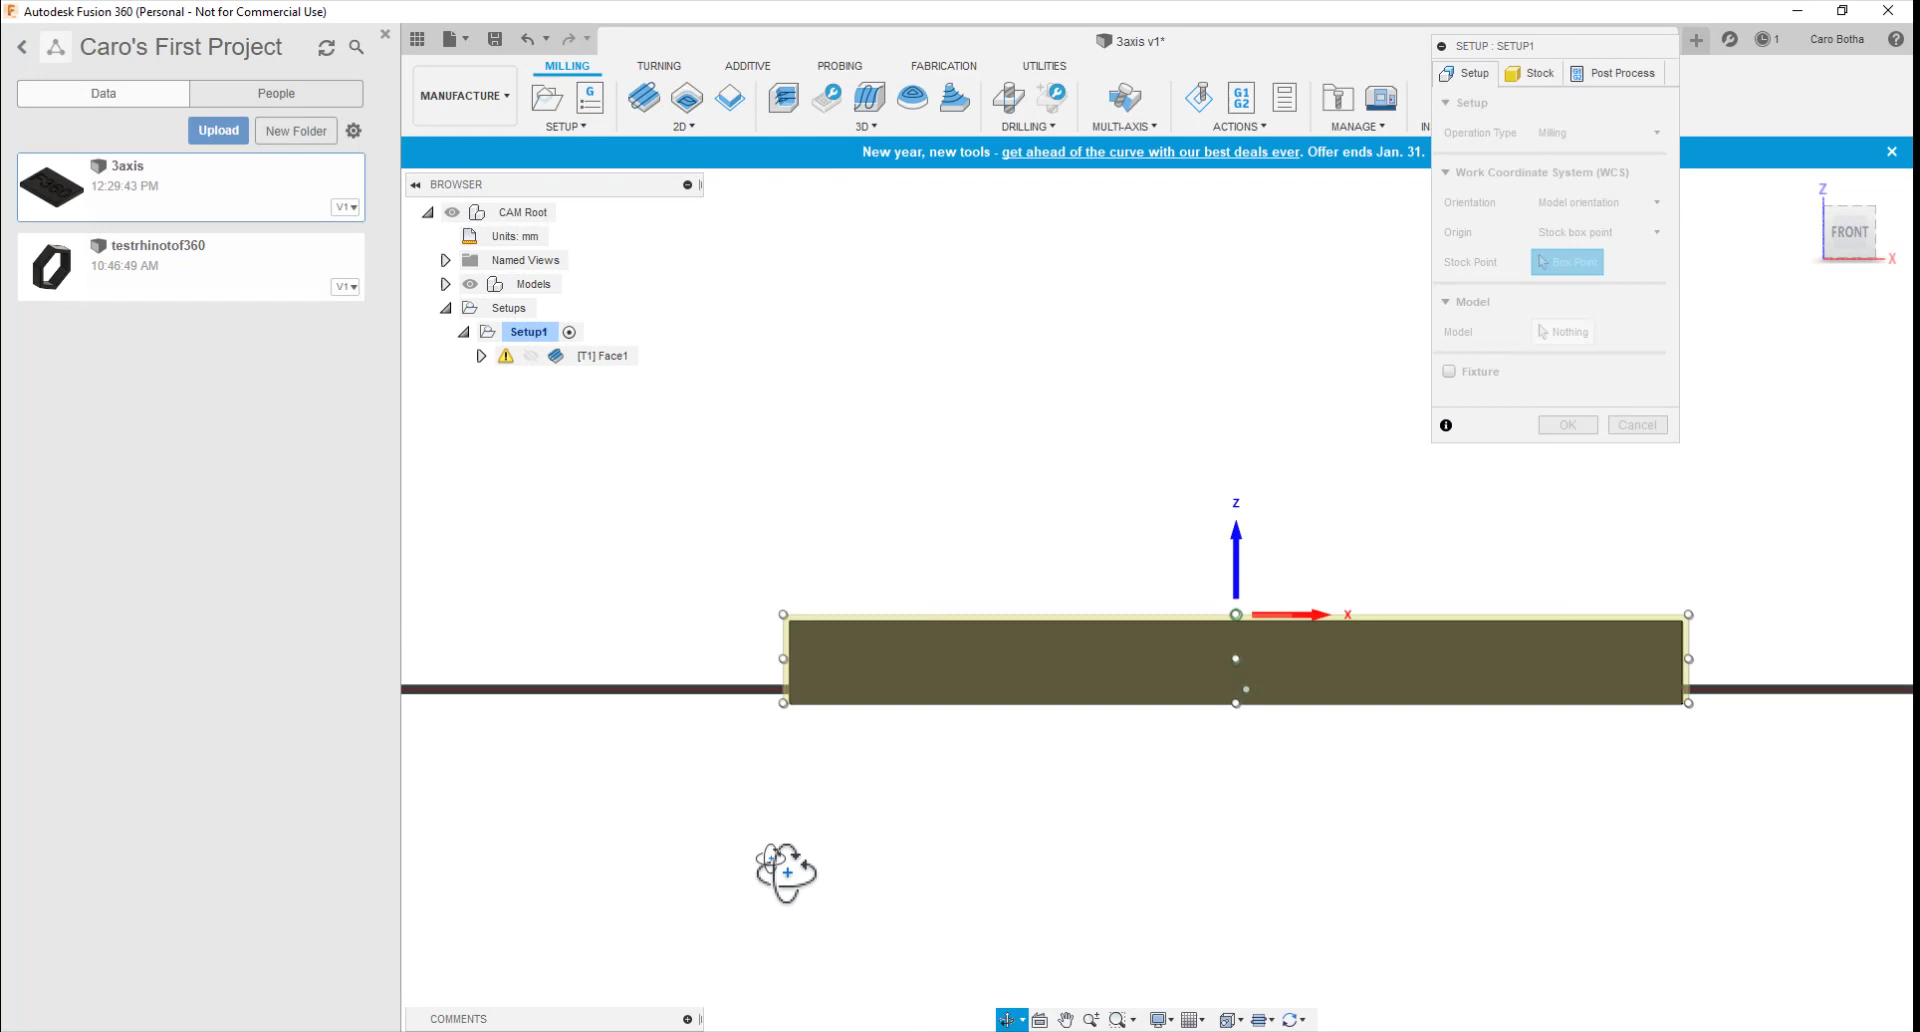 Autodesk Fusion 360 (Personal - Not for Commercial Use)
Caro's First Project
Data
People
Upload
New Folder
3axis
12:29:43 PM
V1
testrhinotof360
10:46:49 AM
V1
3axis v1*
1
Caro Botha
MANUFACTURE
MILLING
TURNING
ADDITIVE
PROBING
FABRICATION
UTILITIES
SETUP
2D
3D
DRILLING
MULTI-AXIS
ACTIONS
MANAGE
IN
G
G1
G2
New year, new tools - get ahead of the curve with our best deals ever. Offer ends Jan. 31.
BROWSER
CAM Root
Units: mm
Named Views
Models
Setups
Setup1
[T1] Face1
SETUP : SETUP1
Setup
Stock
Post Process
Setup
Operation Type
Milling
Work Coordinate System (WCS)
Orientation
Model orientation
Origin
Stock box point
Stock Point
Box Point
Model
Model
Nothing
Fixture
OK
Cancel
Z
FRONT
X
Z
X
COMMENTS